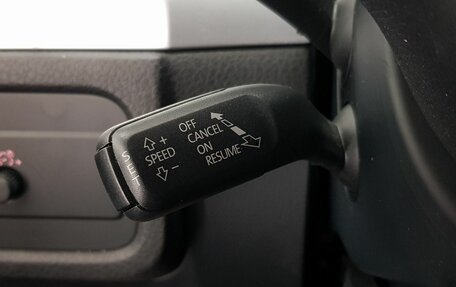 OFF
+ CANCEL
SPEED ON
- RESUME
SET